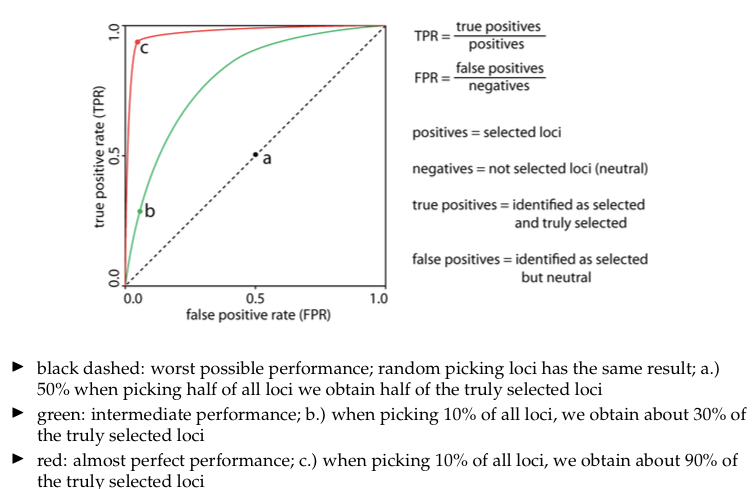 1.0
c
0.5
a
b
0.0
0.0
0.5
1.0
true positive rate (TPR)
false positive rate (FPR)
TPR = true positives
positives
FPR = false positives
negatives
positives = selected loci
negatives = not selected loci (neutral)
true positives = identified as selected
and truly selected
false positives = identified as selected
but neutral
▶ black dashed: worst possible performance; random picking loci has the same result; a.)
50% when picking half of all loci we obtain half of the truly selected loci
▶ green: intermediate performance; b.) when picking 10% of all loci, we obtain about 30% of
the truly selected loci
▶ red: almost perfect performance; c.) when picking 10% of all loci, we obtain about 90% of
the truly selected loci